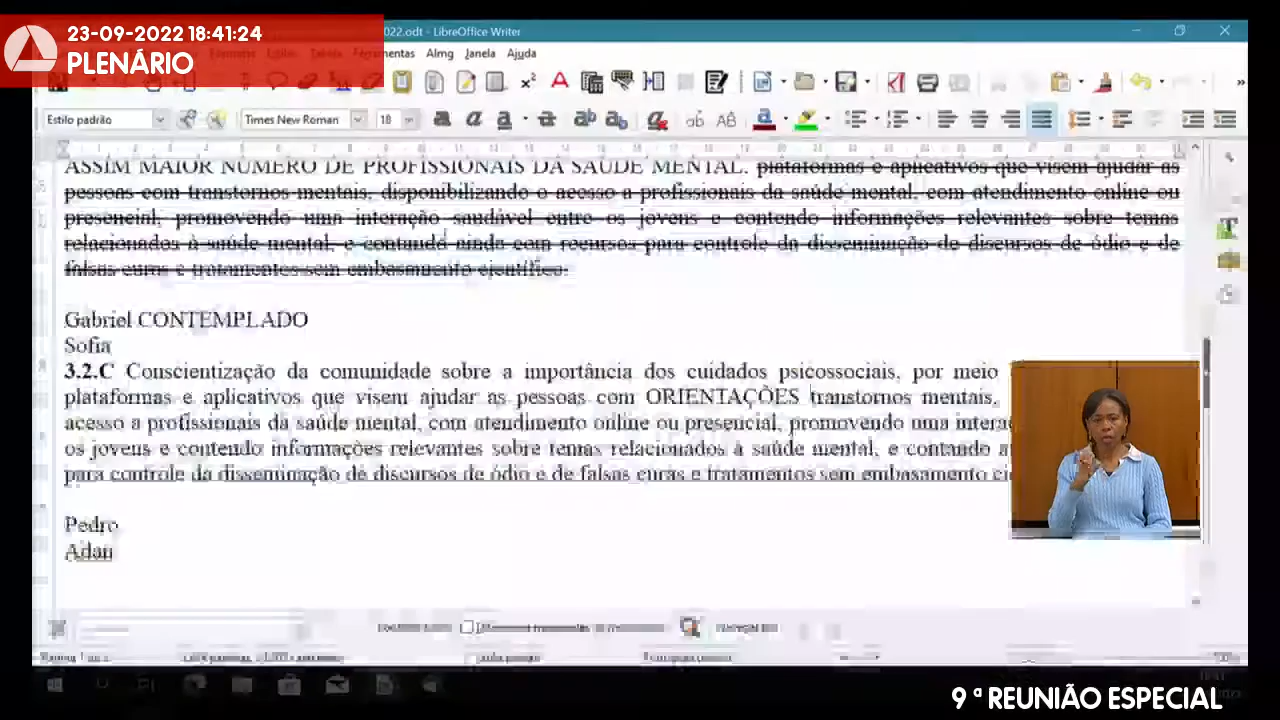 23-09-2022 18:41:24
PLENÁRIO
022.odt - LibreOffice Writer
Ferramentas Almg Janela Ajuda
Estilo padrão Times New Roman 18
ASSIM MAIOR NÚMERO DE PROFISSIONAIS DA SAÚDE MENTAL. plataformas e aplicativos que visem ajudar as
pessoas com transtornos mentais, disponibilizando o acesso a profissionais da saúde mental, com atendimento online ou
presencial, promovendo uma interação saudável entre os jovens e contendo informações relevantes sobre temas
relacionados à saúde mental, e contando ainda com recursos para controle da disseminação de discursos de ódio e de
falsas curas e tratamentos sem embasamento científico.
Gabriel CONTEMPLADO
Sofia
3.2.C Conscientização da comunidade sobre a importância dos cuidados psicossociais, por meio
plataformas e aplicativos que visem ajudar as pessoas com ORIENTAÇÕES transtornos mentais,
acesso a profissionais da saúde mental, com atendimento online ou presencial, promovendo uma intera
os jovens e contendo informações relevantes sobre temas relacionados à saúde mental, e contando a
para controle da disseminação de discursos de ódio e de falsas curas e tratamentos sem embasamento ci
Pedro
Adan
9 ª REUNIÃO ESPECIAL